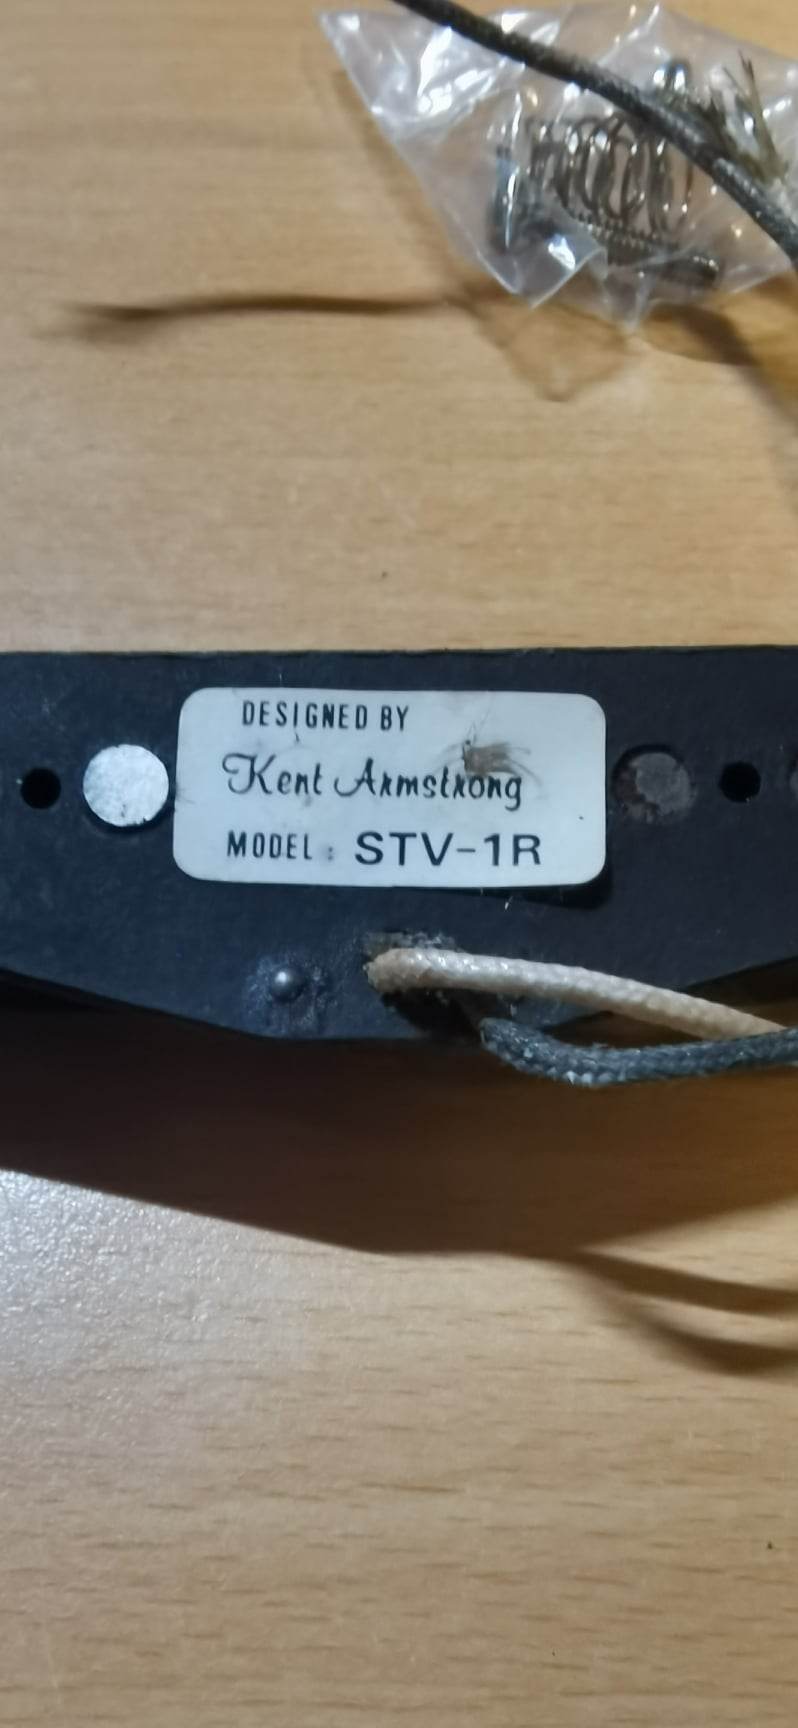 DESIGNED BY
Kent Armstrong
MODEL : STV-1R